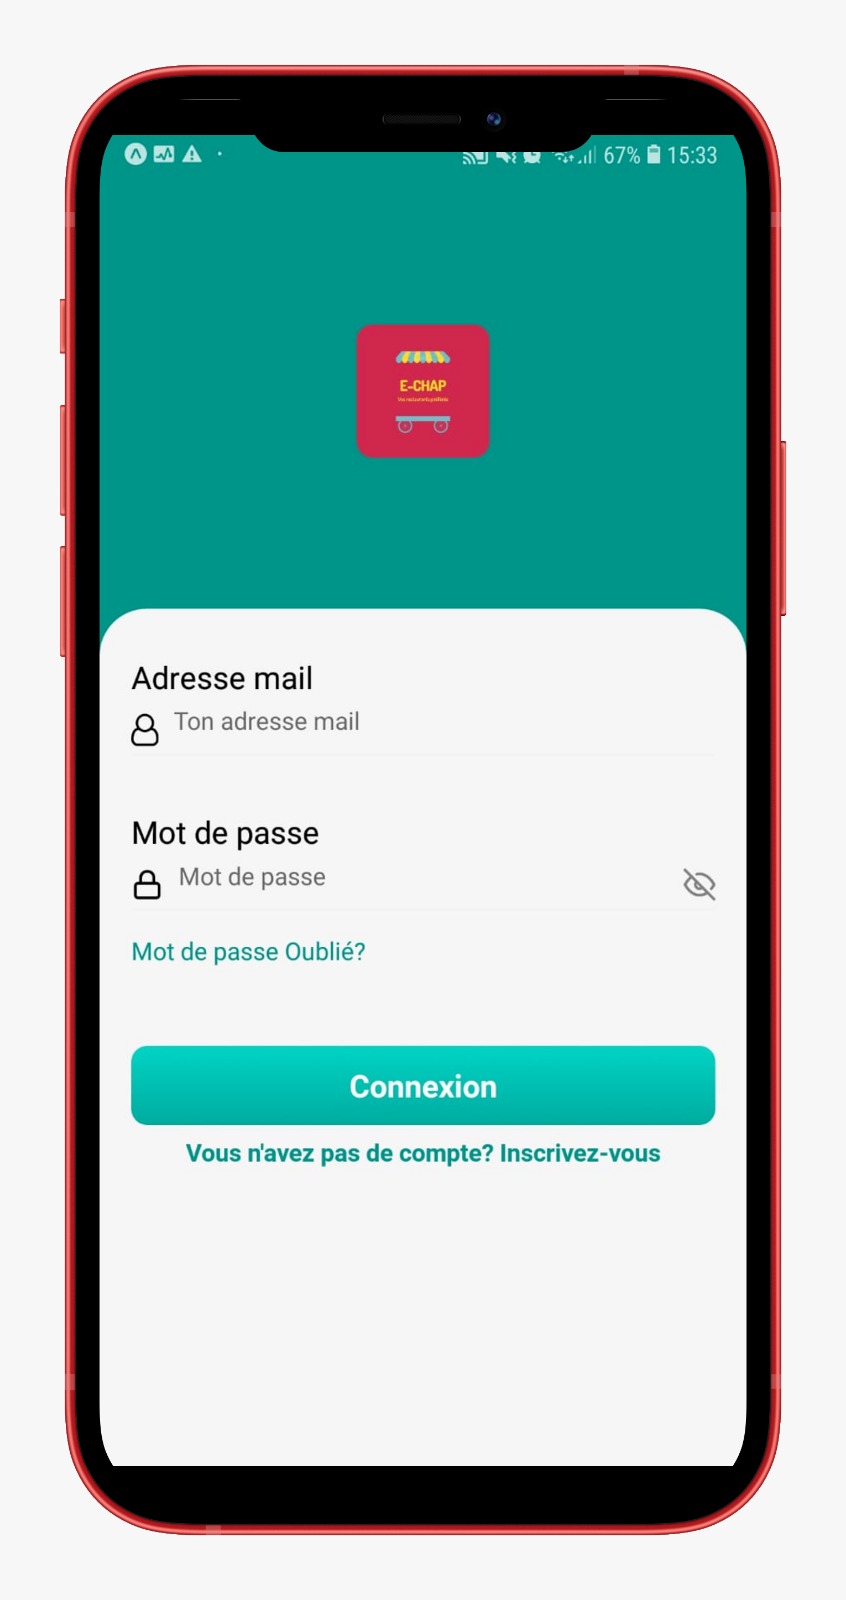 67% 15:33
E-CHAP
Adresse mail
Ton adresse mail
Mot de passe
Mot de passe
Mot de passe Oublié?
Connexion
Vous n'avez pas de compte? Inscrivez-vous